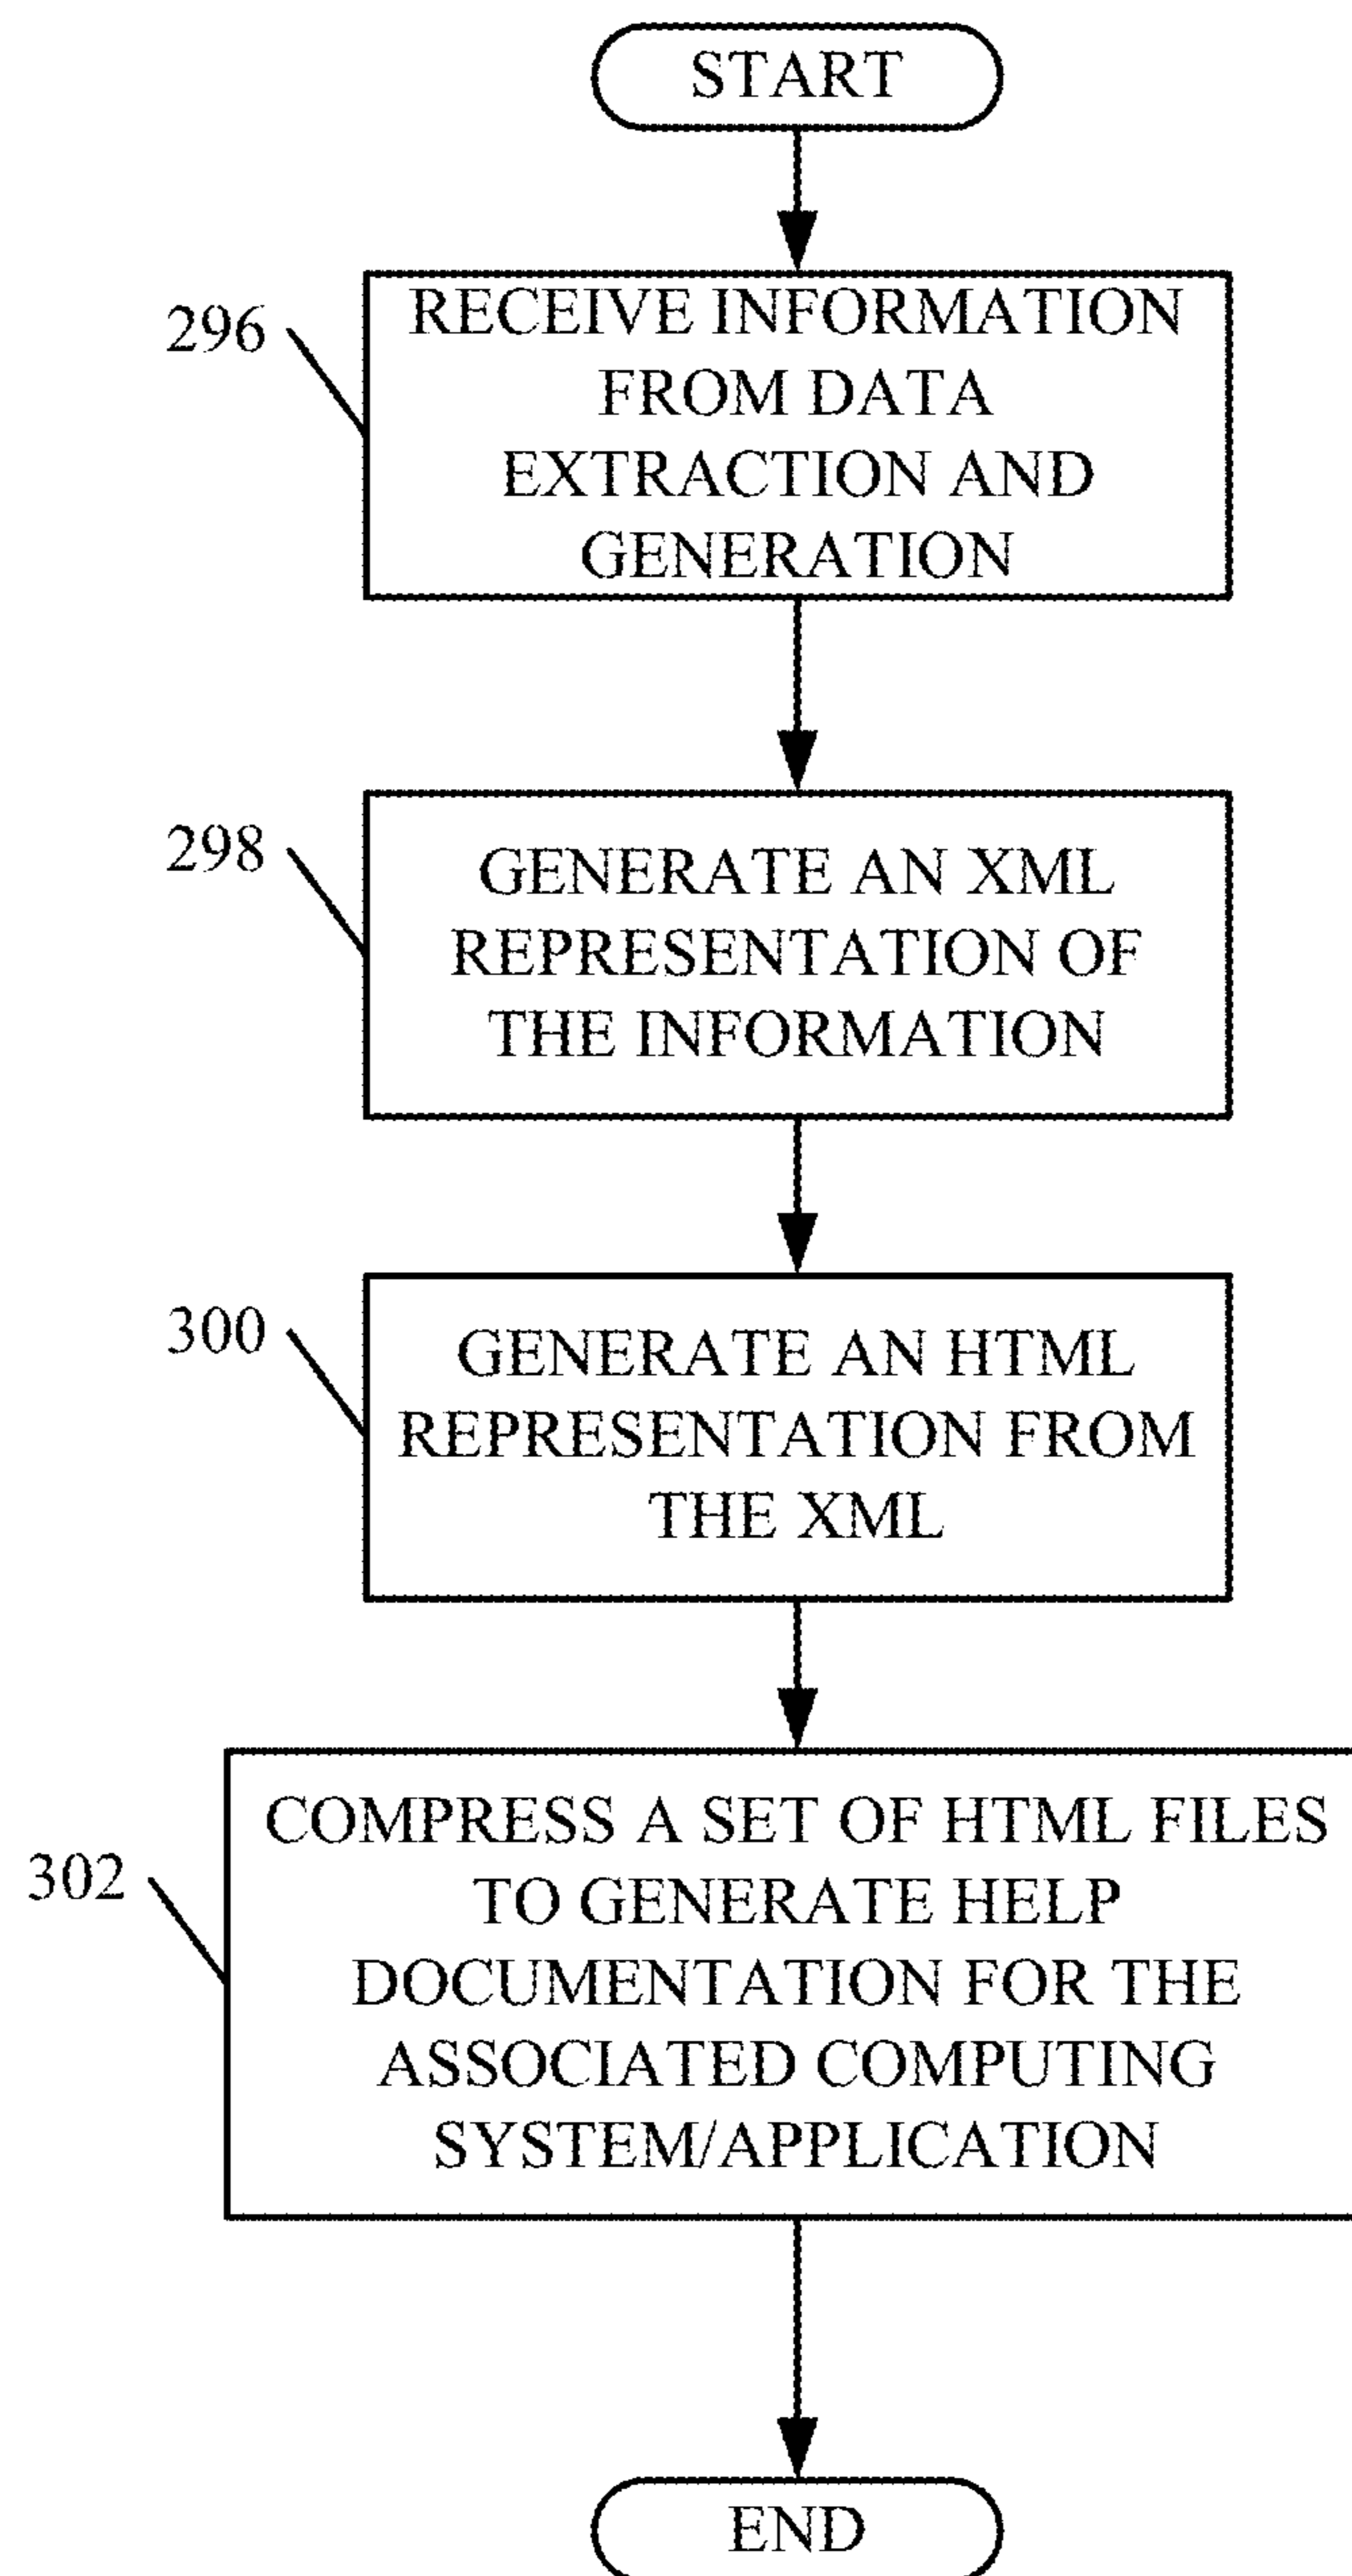 START
296
RECEIVE INFORMATION
FROM DATA
EXTRACTION AND
GENERATION
298
GENERATE AN XML
REPRESENTATION OF
THE INFORMATION
300
GENERATE AN HTML
REPRESENTATION FROM
THE XML
302
COMPRESS A SET OF HTML FILES
TO GENERATE HELP
DOCUMENTATION FOR THE
ASSOCIATED COMPUTING
SYSTEM/APPLICATION
END